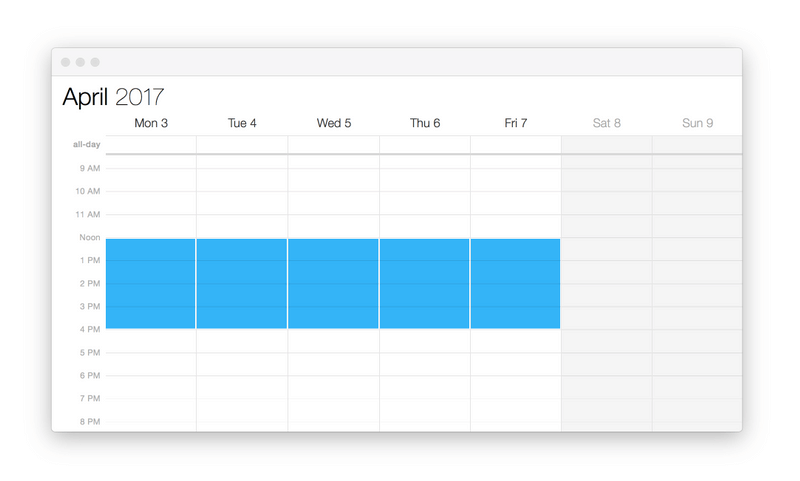 April 2017
Mon 3 Tue 4 Wed 5 Thu 6 Fri 7 Sat 8 Sun 9
all-day
9 AM
10 AM
11 AM
Noon
1 PM
2 PM
3 PM
4 PM
5 PM
6 PM
7 PM
8 PM